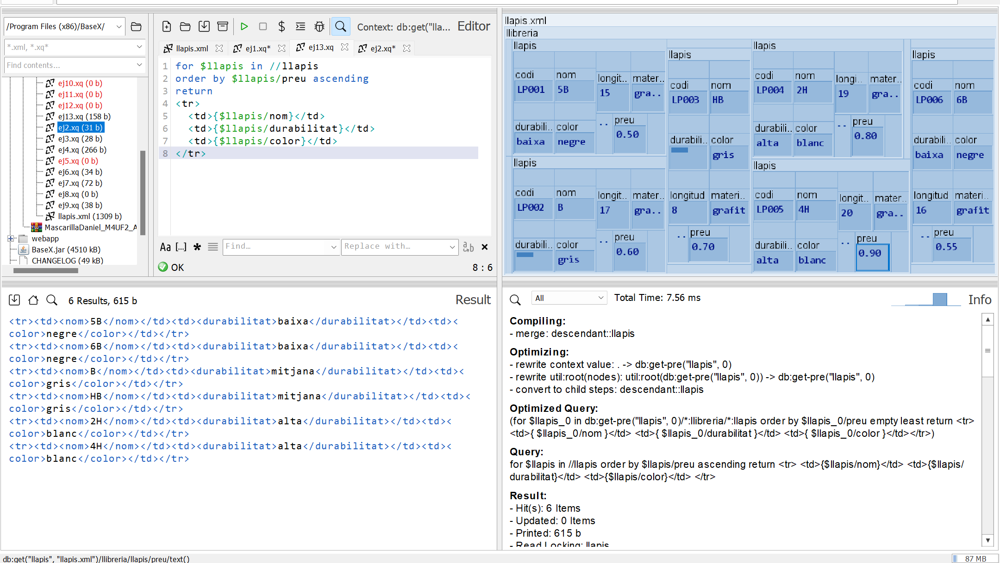 /Program Files (x86)/BaseX/
*.xml, *.xq*
Find contents...
ej10.xq (0 b)
ej11.xq (0 b)
ej12.xq (0 b)
ej13.xq (158 b)
ej2.xq (31 b)
ej3.xq (28 b)
ej4.xq (266 b)
ej5.xq (0 b)
ej6.xq (34 b)
ej7.xq (72 b)
ej8.xq (0 b)
ej9.xq (38 b)
llapis.xml (1309 b)
MascarillaDaniel_M4UF2_A
webapp
BaseX.jar (4510 kB)
CHANGELOG (49 kB)
Context: db:get("lla... Editor
llapis.xml ej1.xq* ej13.xq ej2.xq*
1 for $llapis in //llapis
2 order by $llapis/preu ascending
3 return
4 <tr>
5 <td>{$llapis/nom}</td>
6 <td>{$llapis/durabilitat}</td>
7 <td>{$llapis/color}</td>
8 </tr>
Aa [...] * Find... Replace with...
OK 8 : 6
llapis.xml
llibreria
llapis
codi nom longit.. mater..
LP001 5B 15 gra..
durabili.. color .. preu
baixa negre 0.50
llapis
codi nom longit.. mater..
LP002 B 17 gra..
durabili.. color .. preu
gris 0.60
llapis
codi nom
LP003 HB
durabili.. color
gris
longitud materi..
8 grafit
.. preu
0.70
llapis
codi nom longi.. mater..
LP004 2H 19 gra..
durabili.. color .. preu
alta blanc 0.80
llapis
codi nom longit.. mater..
LP005 4H 20 gra..
durabili.. color .. preu
alta blanc 0.90
llapis
codi nom
LP006 6B
durabili.. color
baixa negre
longitud materi..
16 grafit
.. preu
0.55
6 Results, 615 b Result
<tr><td><nom>5B</nom></td><td><durabilitat>baixa</durabilitat></td><td><
color>negre</color></td></tr>
<tr><td><nom>6B</nom></td><td><durabilitat>baixa</durabilitat></td><td><
color>negre</color></td></tr>
<tr><td><nom>B</nom></td><td><durabilitat>mitjana</durabilitat></td><td><
color>gris</color></td></tr>
<tr><td><nom>HB</nom></td><td><durabilitat>mitjana</durabilitat></td><td><
color>gris</color></td></tr>
<tr><td><nom>2H</nom></td><td><durabilitat>alta</durabilitat></td><td><
color>blanc</color></td></tr>
<tr><td><nom>4H</nom></td><td><durabilitat>alta</durabilitat></td><td><
color>blanc</color></td></tr>
All Total Time: 7.56 ms Info
Compiling:
- merge: descendant::llapis
Optimizing:
- rewrite context value: . -> db:get-pre("llapis", 0)
- rewrite util:root(nodes): util:root(db:get-pre("llapis", 0)) -> db:get-pre("llapis", 0)
- convert to child steps: descendant::llapis
Optimized Query:
(for $llapis_0 in db:get-pre("llapis", 0)/*:llibreria/*:llapis order by $llapis_0/preu empty least return <tr>
<td>{ $llapis_0/nom }</td> <td>{ $llapis_0/durabilitat }</td> <td>{ $llapis_0/color }</td></tr>)
Query:
for $llapis in //llapis order by $llapis/preu ascending return <tr> <td>{$llapis/nom}</td> <td>{$llapis/
durabilitat}</td> <td>{$llapis/color}</td> </tr>
Result:
- Hit(s): 6 Items
- Updated: 0 Items
- Printed: 615 b
- Read Locking: llapis
db:get("llapis", "llapis.xml")/llibreria/llapis/preu/text() 87 MB